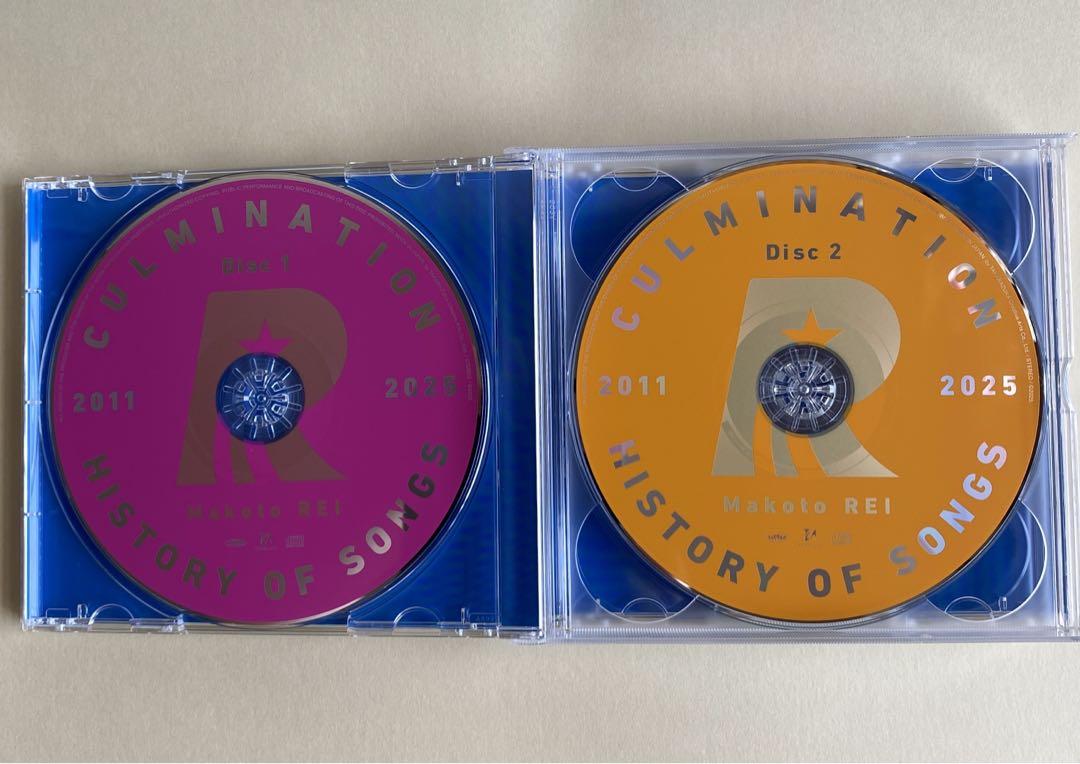 CULMINATION
Disc 1
2011
2025
Makoto REI
HISTORY OF SONGS
CULMINATION
Disc 2
2011
2025
Makoto REI
HISTORY OF SONGS